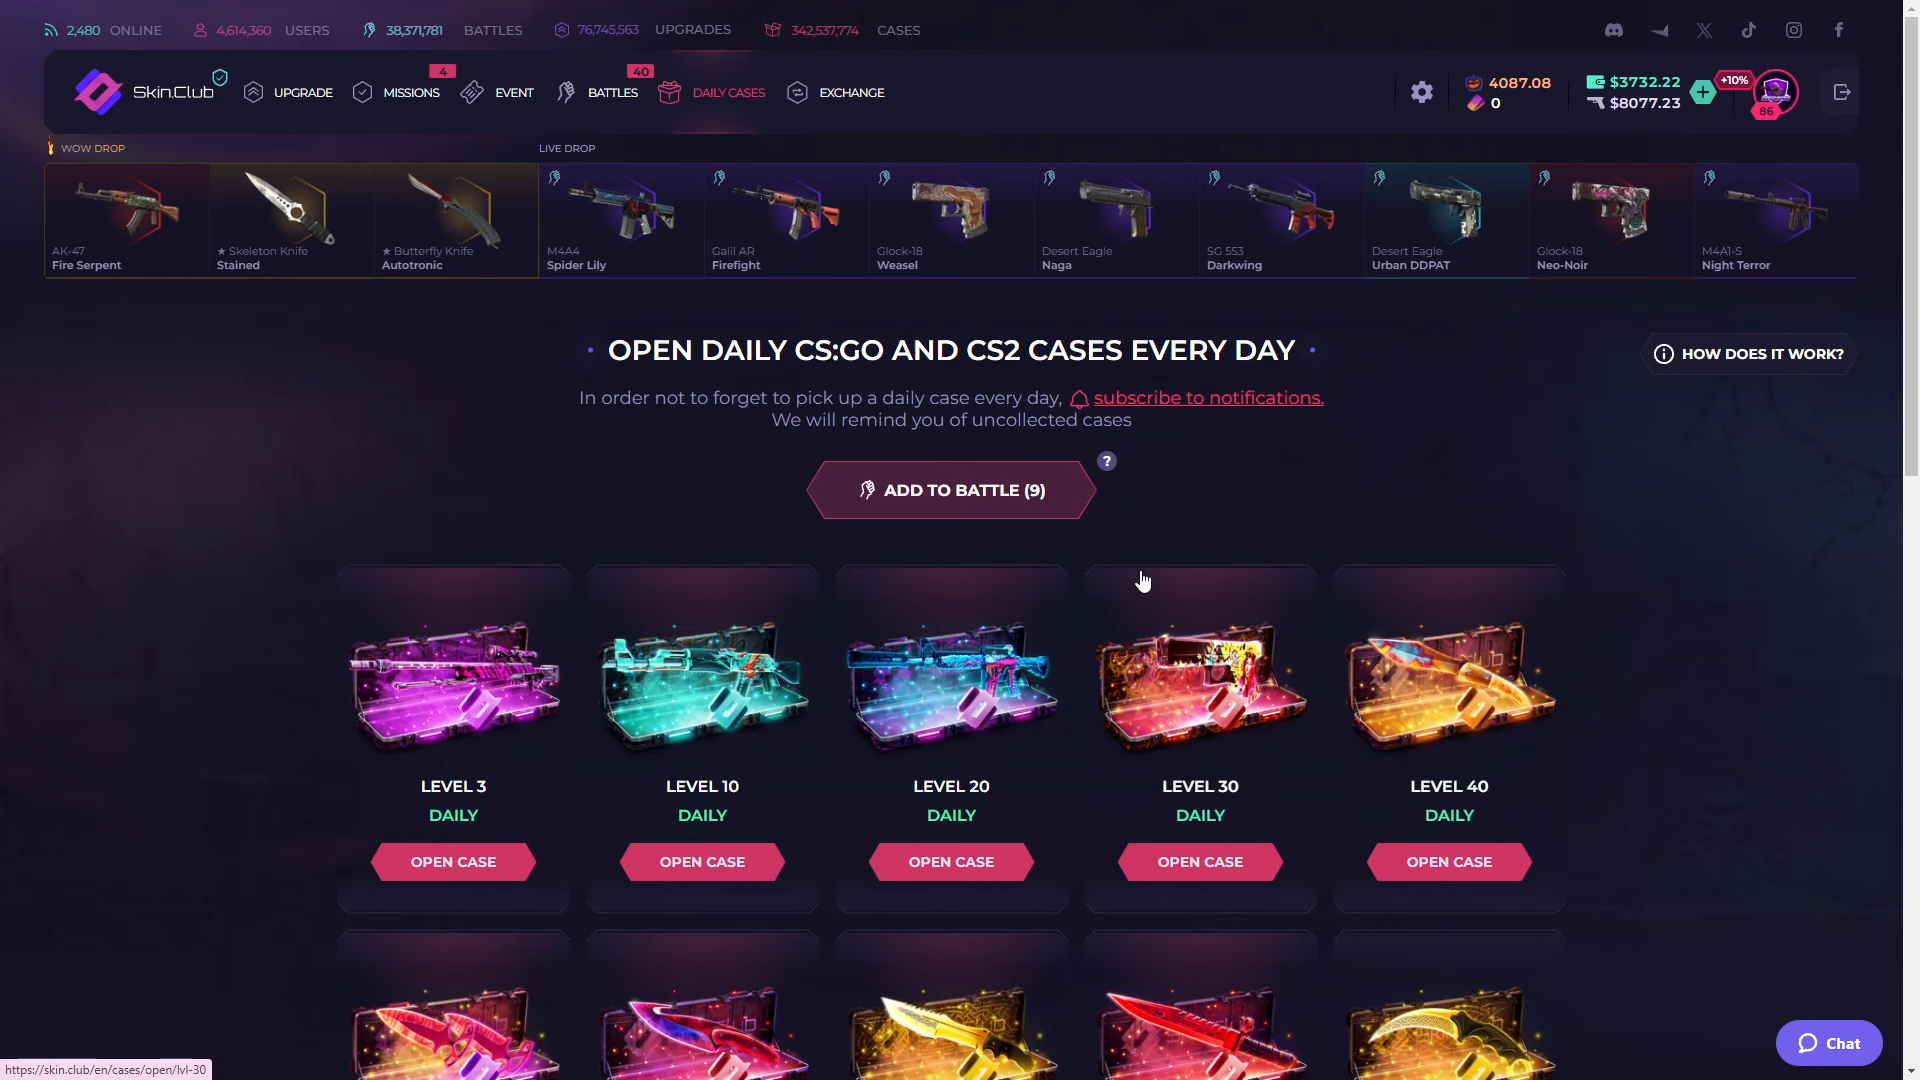 2,480 ONLINE 4,614,360 USERS 38,371,781 BATTLES 76,745,563 UPGRADES 342,537,774 CASES
Skin.Club UPGRADE 4 MISSIONS EVENT 40 BATTLES DAILY CASES EXCHANGE
4087.08
0
$3732.22
$8077.23
+10%
86
WOW DROP
LIVE DROP
AK-47
Fire Serpent
★ Skeleton Knife
Stained
★ Butterfly Knife
Autotronic
M4A4
Spider Lily
Galil AR
Firefight
Glock-18
Weasel
Desert Eagle
Naga
SG 553
Darkwing
Desert Eagle
Urban DDPAT
Glock-18
Neo-Noir
M4A1-S
Night Terror
OPEN DAILY CS:GO AND CS2 CASES EVERY DAY
HOW DOES IT WORK?
In order not to forget to pick up a daily case every day, subscribe to notifications.
We will remind you of uncollected cases
?
ADD TO BATTLE (9)
LEVEL 3
DAILY
OPEN CASE
LEVEL 10
DAILY
OPEN CASE
LEVEL 20
DAILY
OPEN CASE
LEVEL 30
DAILY
OPEN CASE
LEVEL 40
DAILY
OPEN CASE
Chat
https://skin.club/en/cases/open/lvl-30